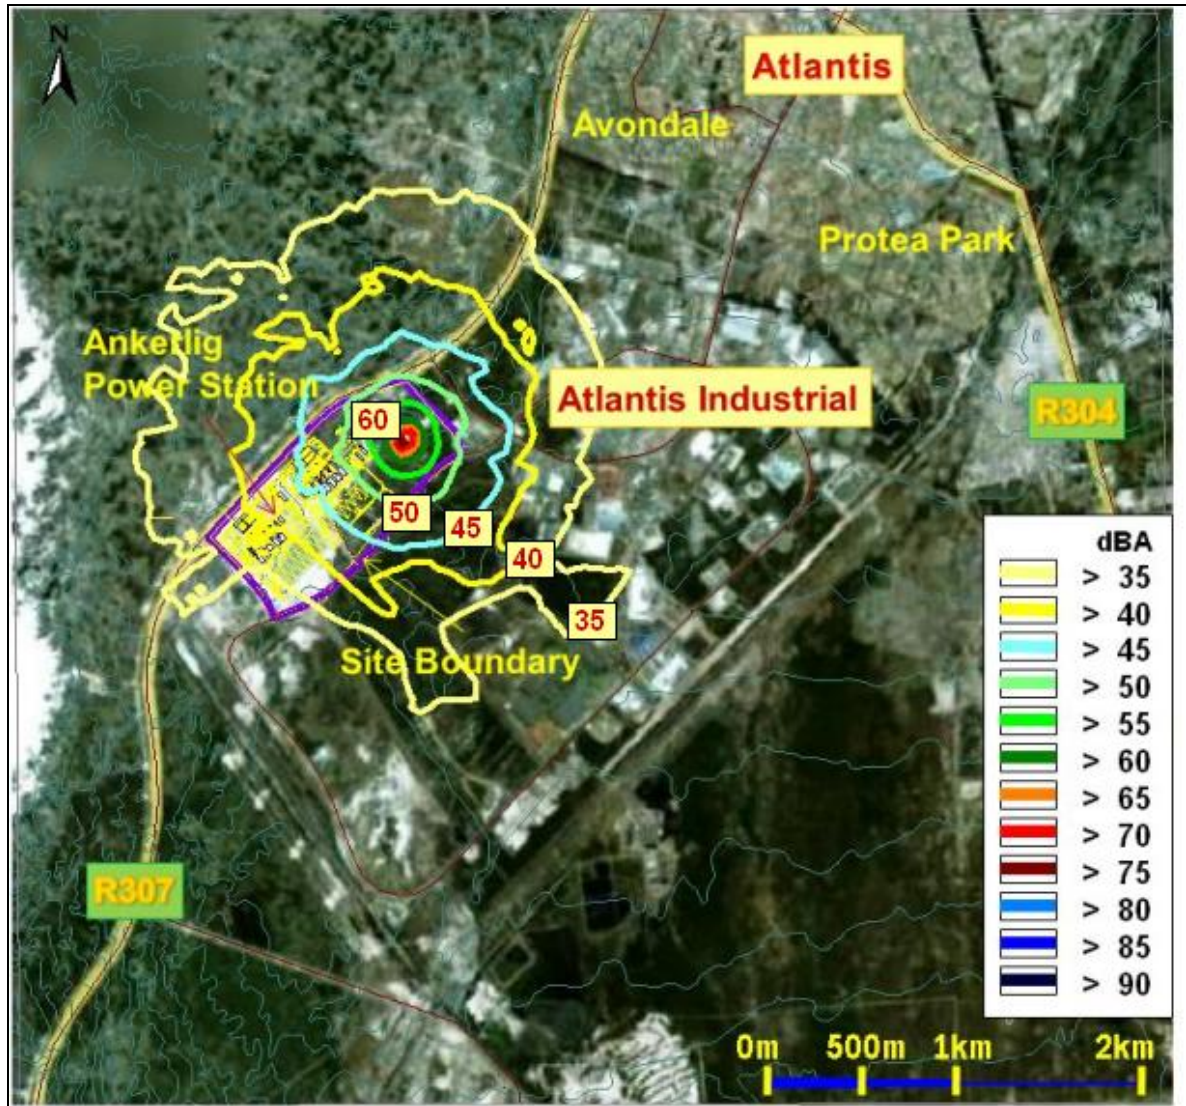 N
Atlantis
Avondale
Protea Park
Ankerlig
Power Station
60
Atlantis Industrial
R304
50
45
40
35
Site Boundary
dBA
> 35
> 40
> 45
> 50
> 55
> 60
> 65
> 70
> 75
> 80
> 85
> 90
R307
0m 500m 1km 2km